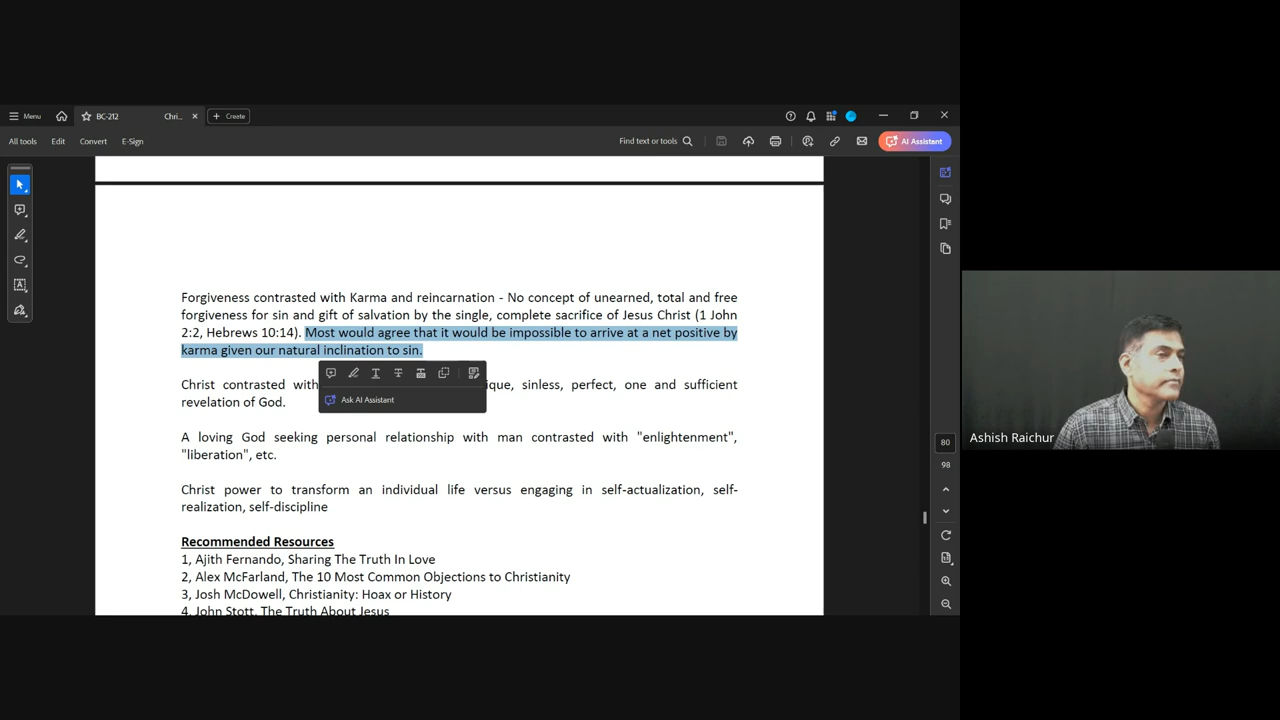 Menu
BC-212
Chri...
Create
All tools
Edit
Convert
E-Sign
Find text or tools
AI Assistant
Forgiveness contrasted with Karma and reincarnation - No concept of unearned, total and free
forgiveness for sin and gift of salvation by the single, complete sacrifice of Jesus Christ (1 John
2:2, Hebrews 10:14). Most would agree that it would be impossible to arrive at a net positive by
karma given our natural inclination to sin.
Ask AI Assistant
Christ contrasted with ique, sinless, perfect, one and sufficient
revelation of God.
A loving God seeking personal relationship with man contrasted with "enlightenment",
"liberation", etc.
Christ power to transform an individual life versus engaging in self-actualization, self-
realization, self-discipline
Recommended Resources
1, Ajith Fernando, Sharing The Truth In Love
2, Alex McFarland, The 10 Most Common Objections to Christianity
3, Josh McDowell, Christianity: Hoax or History
4. John Stott. The Truth About Jesus
80
98
Ashish Raichur